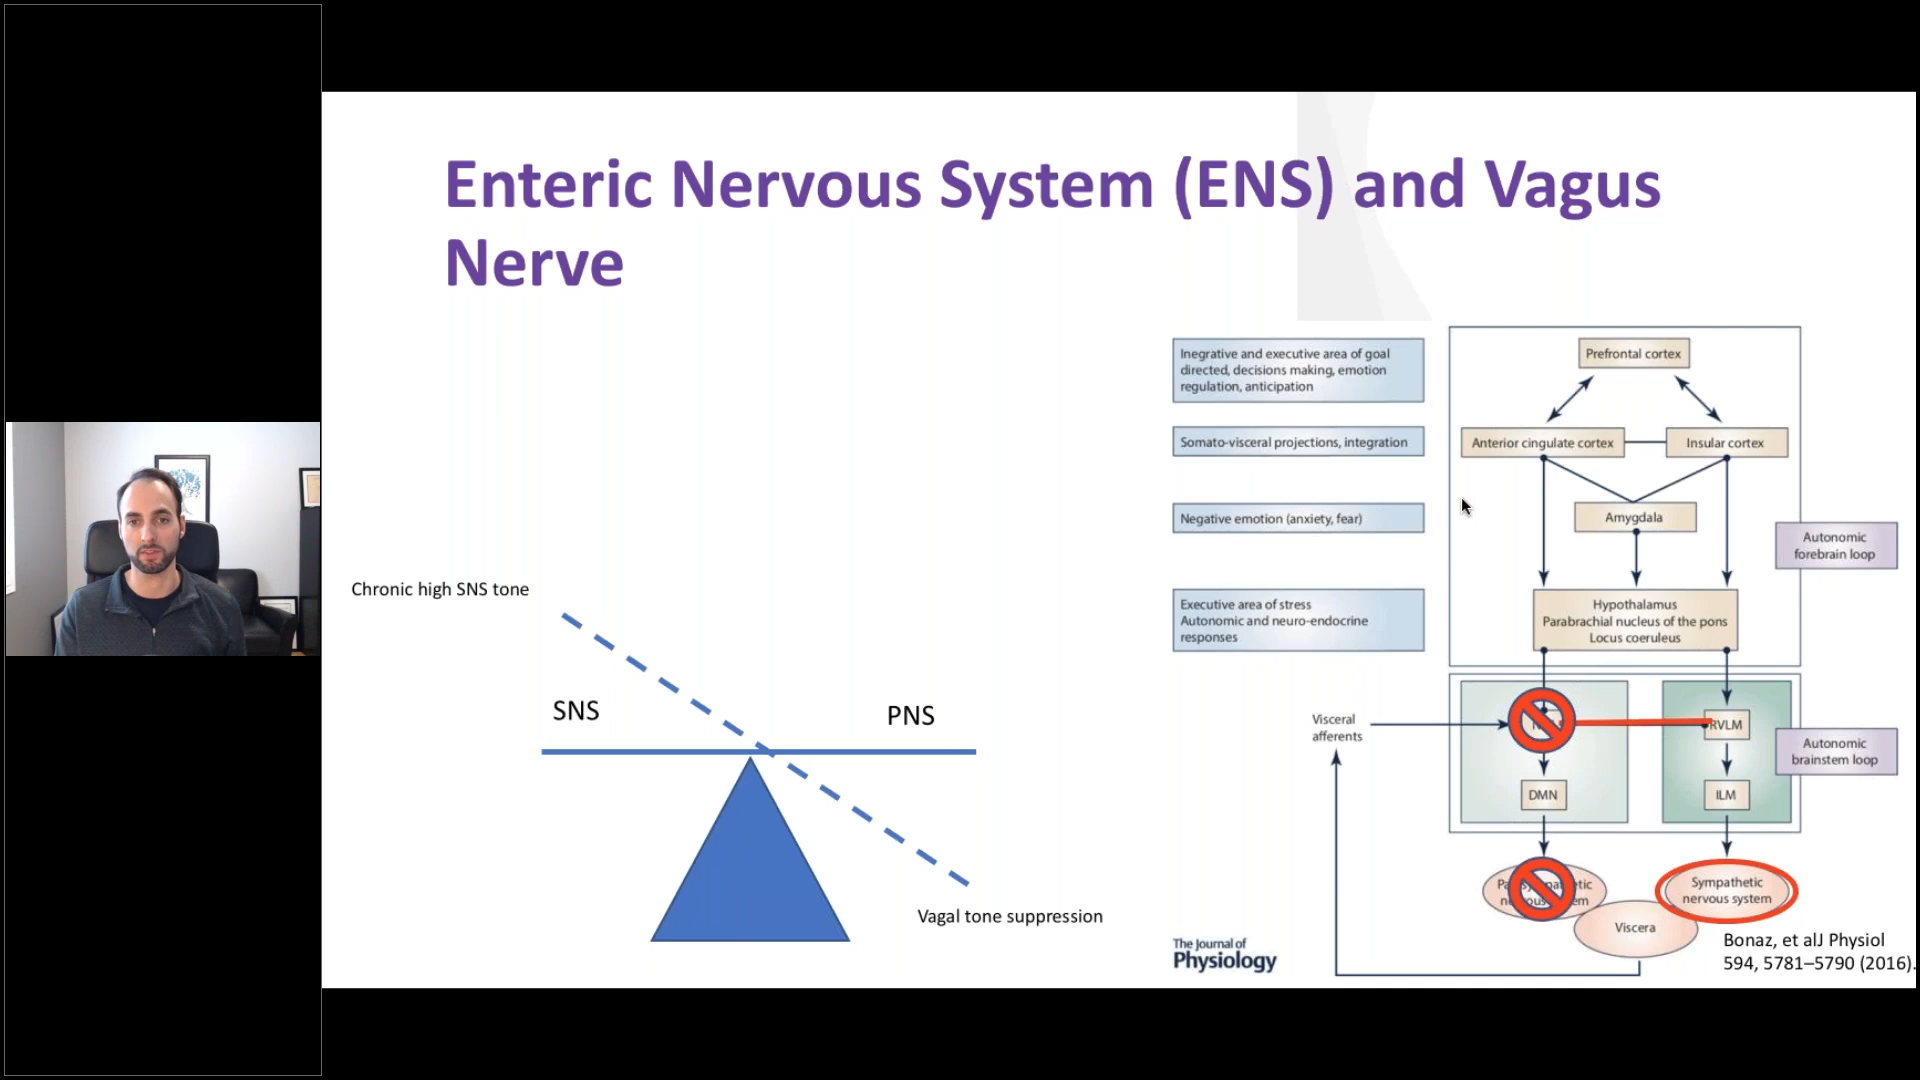 Enteric Nervous System (ENS) and Vagus
Nerve
Chronic high SNS tone
SNS
PNS
Vagal tone suppression
Inegrative and executive area of goal
directed, decisions making, emotion
regulation, anticipation
Somato-visceral projections, integration
Negative emotion (anxiety, fear)
Executive area of stress
Autonomic and neuro-endocrine
responses
Prefrontal cortex
Anterior cingulate cortex
Insular cortex
Amygdala
Autonomic
forebrain loop
Hypothalamus
Parabrachial nucleus of the pons
Locus coeruleus
Visceral
afferents
RVLM
Autonomic
brainstem loop
DMN
ILM
Sympathetic
nervous system
Viscera
The Journal of
Physiology
Bonaz, et alJ Physiol
594, 5781–5790 (2016).